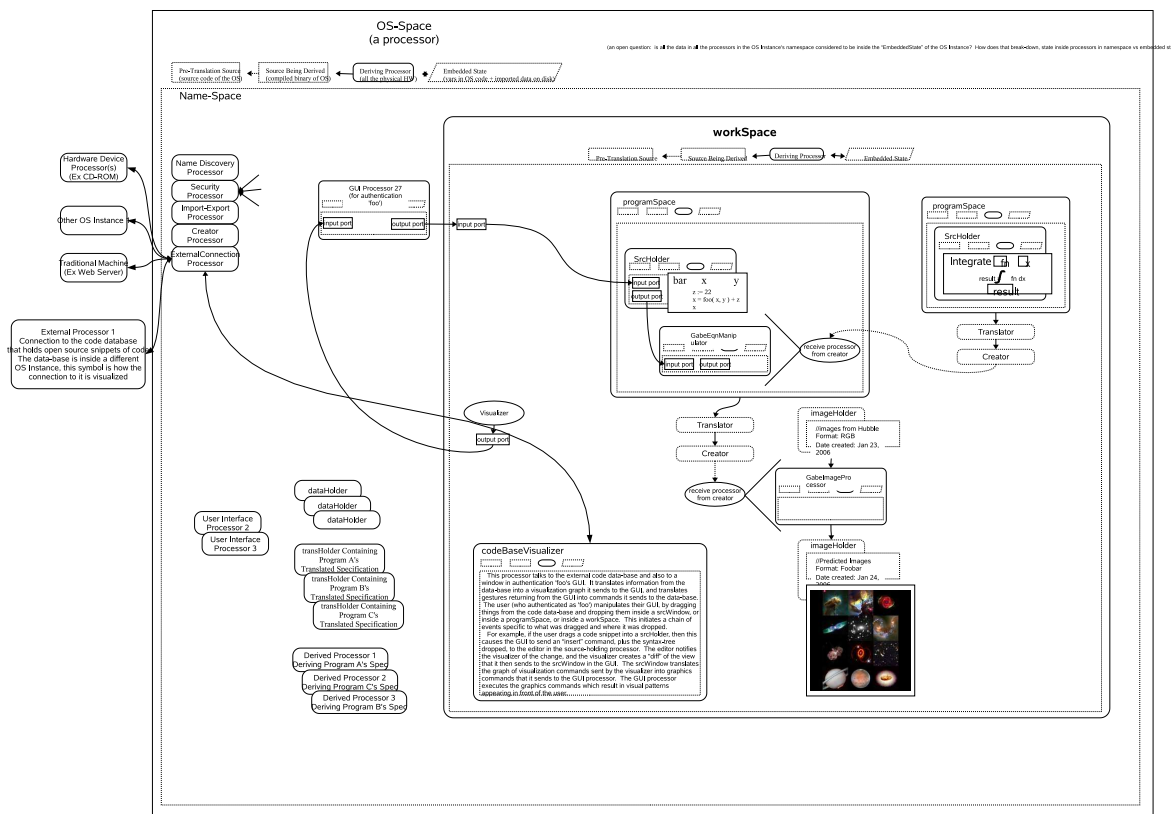 OS-Space
(a processor)
(an open question: is all the data in all the processors in the OS Instance's namespace considered to be inside the "EmbeddedState" of the OS Instance? How does that break-down, state inside processors in namespace vs embedded st
Pre-Translation Source
(source code of the OS)
Source Being Derived
(compiled binary of OS)
Deriving Processor
(all the physical HW)
Embedded State
(vars in OS code + imported data on disk)
Name-Space
Hardware Device
Processor(s)
(Ex CD-ROM)
Other OS Instance
Traditional Machine
(Ex Web Server)
External Processor 1
Connection to the code database
that holds open source snippets of code
The data-base is inside a different
OS Instance, this symbol is how the
connection to it is visualized
Name Discovery
Processor
Security
Processor
Import-Export
Processor
Creator
Processor
ExternalConnection
Processor
GUI Processor 27
(for authentication
'foo')
input port
output port
workSpace
Pre-Translation Source
Source Being Derived
Deriving Processor
Embedded State
input port
programSpace
SrcHolder
input port
output port
bar x y
z := 22
x = foo( x, y ) + z
x
GabeEqnManip
ulator
input port
output port
receive processor
from creator
programSpace
SrcHolder
Integrate fn x
result ∫ fn dx
result
Translator
Creator
Visualizer
output port
Translator
Creator
receive processor
from creator
imageHolder
//images from Hubble
Format: RGB
Date created: Jan 23,
2006
GabeImagePro
cessor
imageHolder
//Predicted Images
Format: Foobar
Date created: Jan 24,
2006
dataHolder
dataHolder
dataHolder
User Interface
Processor 2
User Interface
Processor 3
transHolder Containing
Program A's
Translated Specification
transHolder Containing
Program B's
Translated Specification
transHolder Containing
Program C's
Translated Specification
Derived Processor 1
Deriving Program A's Spec
Derived Processor 2
Deriving Program C's Spec
Derived Processor 3
Deriving Program B's Spec
codeBaseVisualizer
This processor talks to the external code data-base and also to a
window in authentication 'foo's GUI. It translates information from the
data-base into a visualization graph it sends to the GUI, and translates
gestures returning from the GUI into commands it sends to the data-base.
The user (who authenticated as 'foo') manipulates their GUI, by dragging
things from the code database and dropping them inside a srcWindow, or
inside a programSpace, or inside a workSpace. This initiates a chain of
events specific to what was dragged and where it was dropped.
For example, if the user drags a code snippet into a srcHolder, then this
causes the GUI to send an "insert" command, plus the syntax-tree
dropped, to the editor in the source-holding processor. The editor notifies
the visualizer of the change, and the visualizer creates a "diff" of the view
that it then sends to the srcWindow in the GUI. The srcWindow translates
the graph of visualization commands sent by the visualizer into graphics
commands that it sends to the GUI processor. The GUI processor
executes the graphics commands which result in visual patterns
appearing in front of the user.